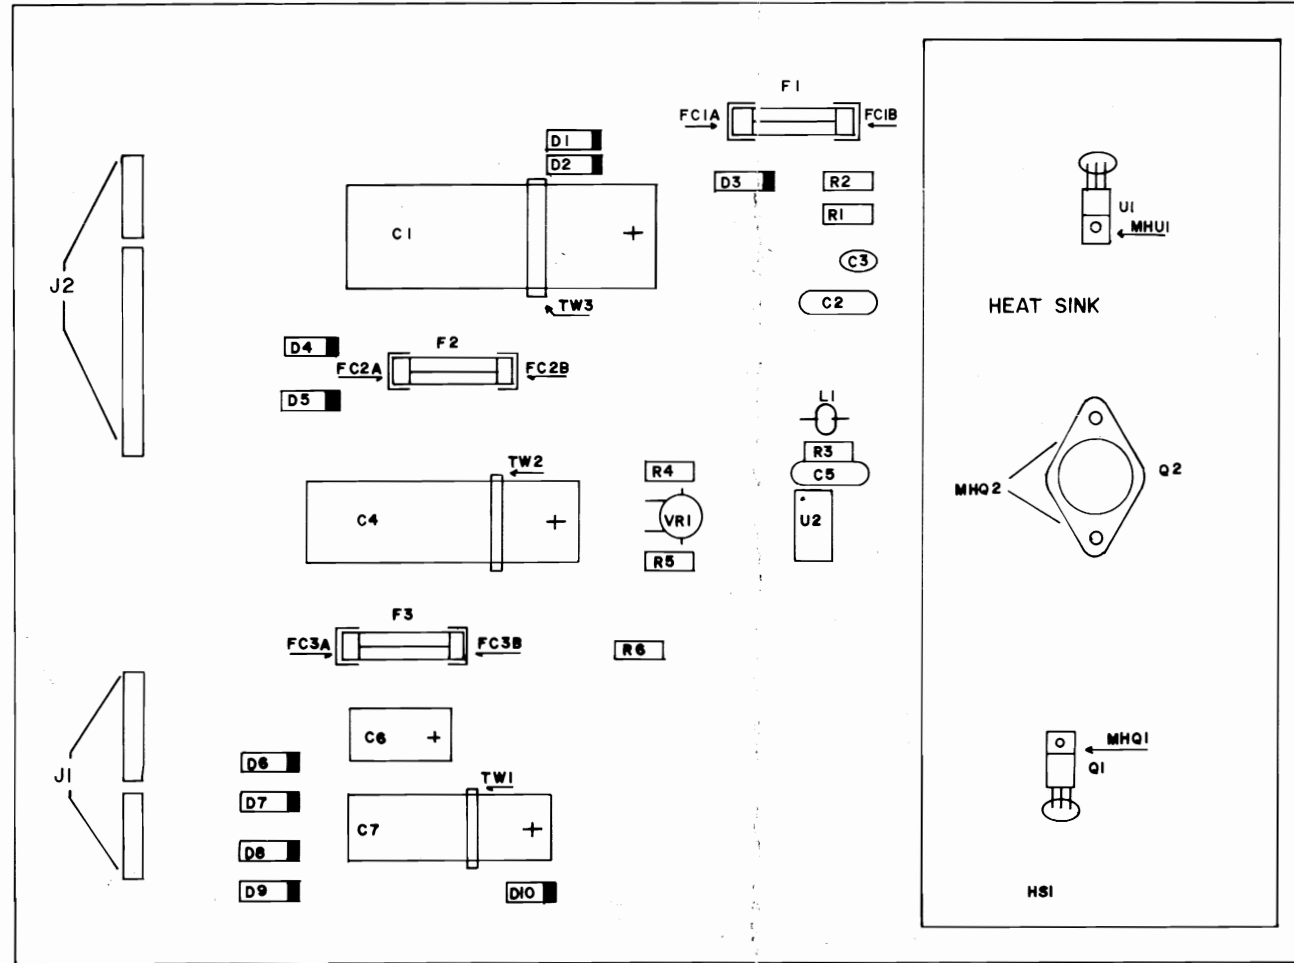 F1
FC1A
FC1B
D1
D2
D3
R2
R1
U1
MHU1
C1
+
C3
J2
TW3
C2
HEAT SINK
D4
F2
FC2A
FC2B
D5
L1
R3
TW2
R4
C5
Q2
MHQ2
C4
+
VR1
U2
R5
F3
FC3A
FC3B
R6
C6
+
MHQ1
D6
Q1
J1
TW1
D7
C7
+
D8
D9
D10
HS1